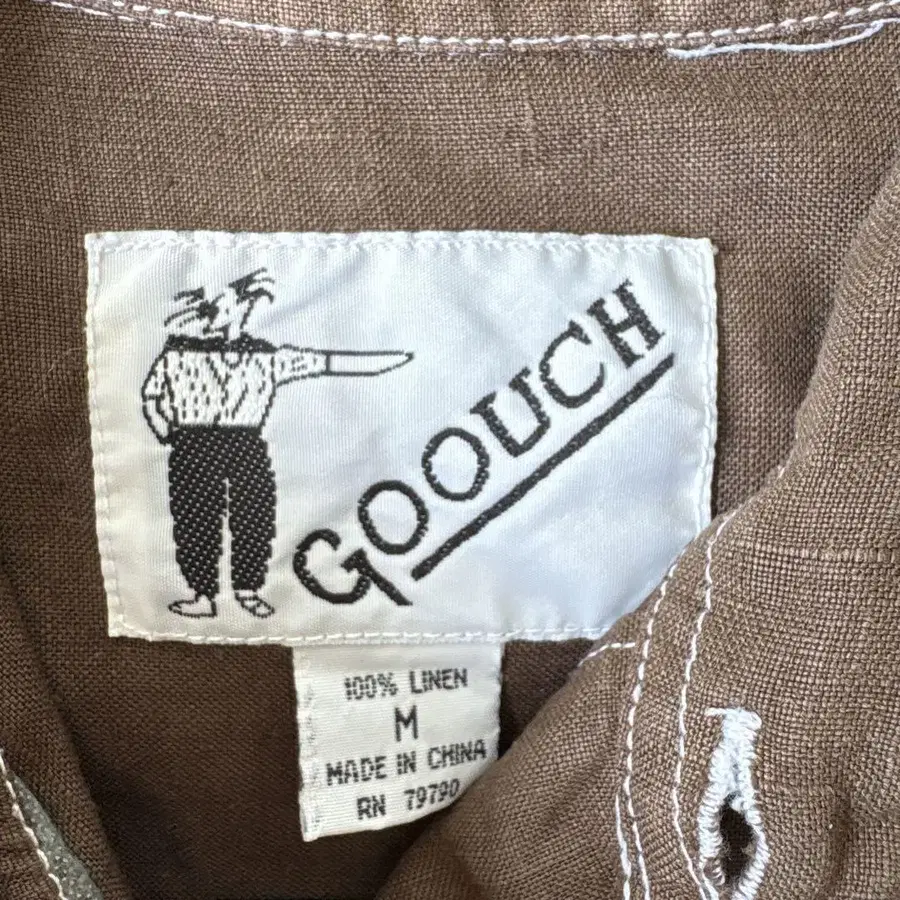 GOOUCH
100% LINEN
M
MADE IN CHINA
RN 79790